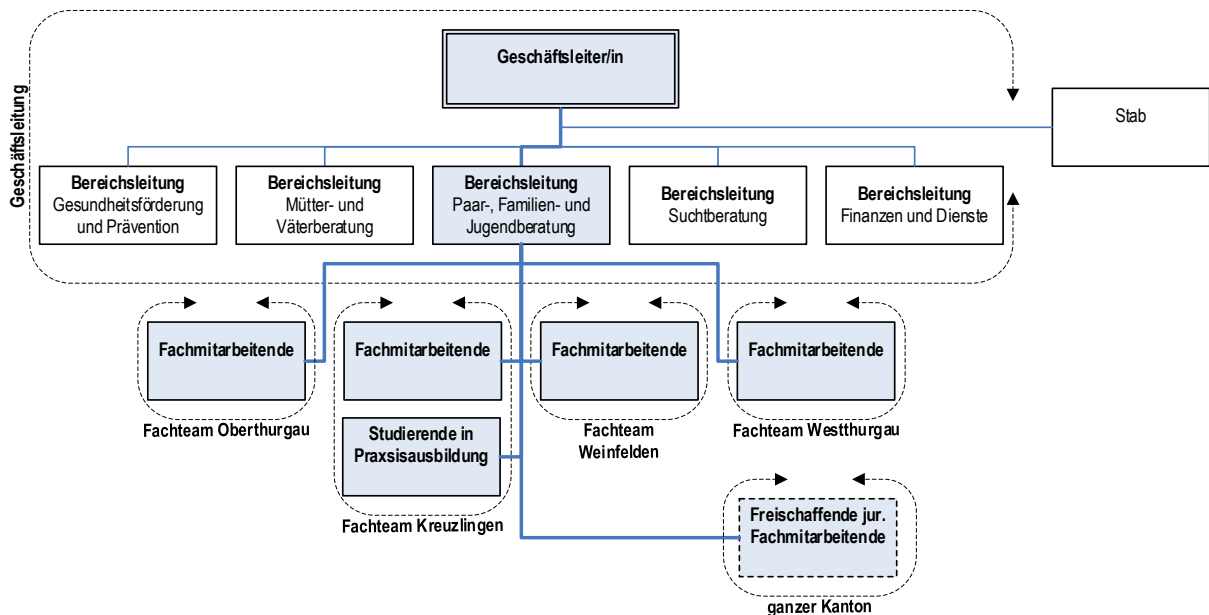 Geschäftsleitung
Geschäftsleiter/in
Stab
Bereichsleitung
Gesundheitsförderung
und Prävention
Bereichsleitung
Mütter- und
Väterberatung
Bereichsleitung
Paar-, Familien- und
Jugendberatung
Bereichsleitung
Suchtberatung
Bereichsleitung
Finanzen und Dienste
Fachmitarbeitende
Fachmitarbeitende
Fachmitarbeitende
Fachmitarbeitende
Fachteam Oberthurgau
Studierende in
Praxsisausbildung
Fachteam
Weinfelden
Fachteam Westthurgau
Fachteam Kreuzlingen
Freischaffende jur.
Fachmitarbeitende
ganzer Kanton